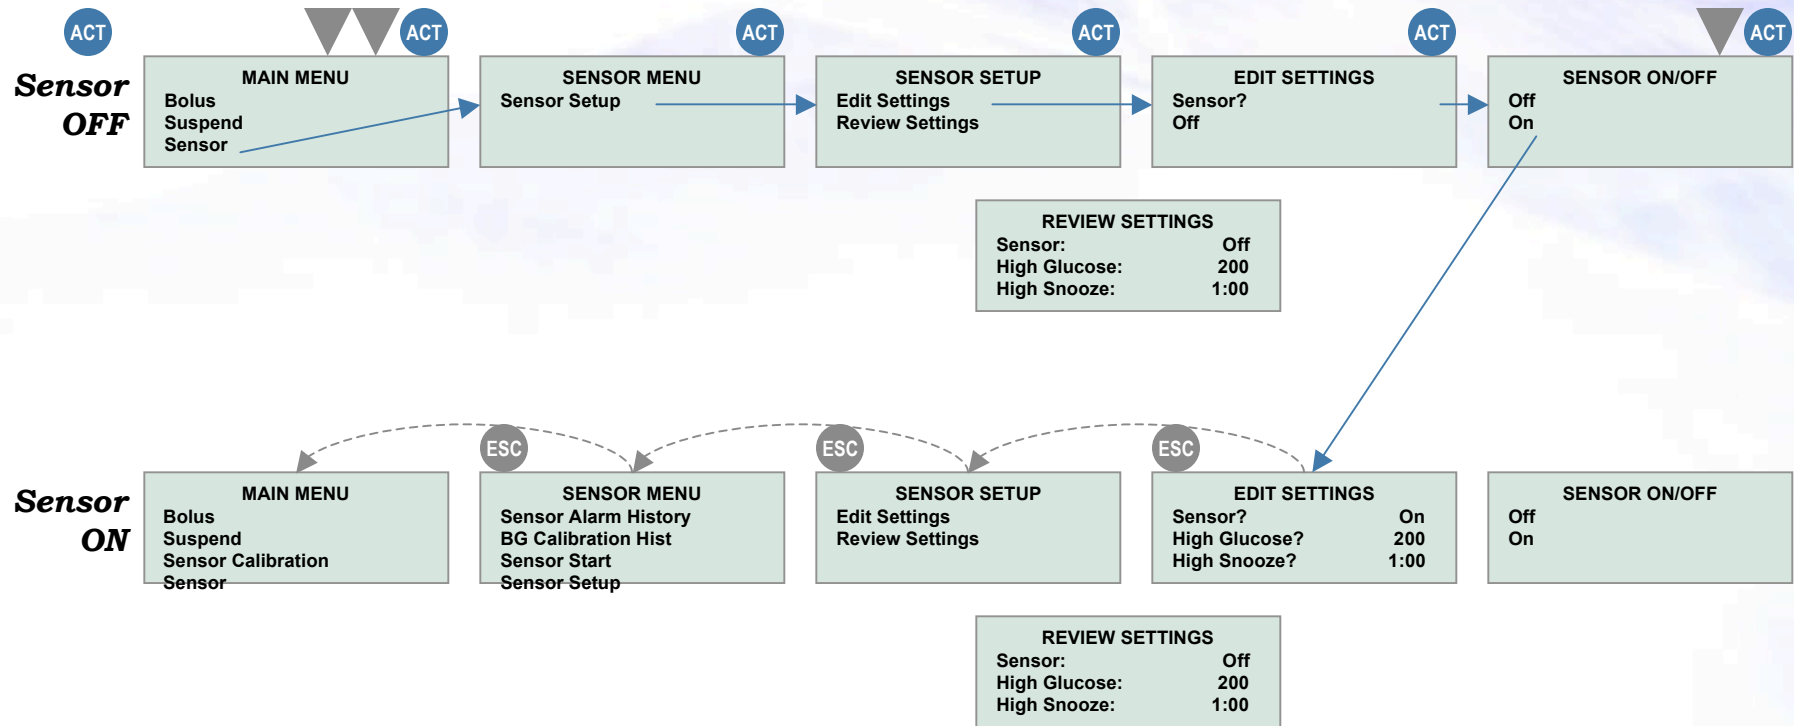 ACT
ACT
ACT
ACT
ACT
ACT
Sensor
OFF
MAIN MENU
Bolus
Suspend
Sensor
SENSOR MENU
Sensor Setup
SENSOR SETUP
Edit Settings
Review Settings
EDIT SETTINGS
Sensor?
Off
SENSOR ON/OFF
Off
On
REVIEW SETTINGS
Sensor: Off
High Glucose: 200
High Snooze: 1:00
ESC
ESC
ESC
Sensor
ON
MAIN MENU
Bolus
Suspend
Sensor Calibration
Sensor
SENSOR MENU
Sensor Alarm History
BG Calibration Hist
Sensor Start
Sensor Setup
SENSOR SETUP
Edit Settings
Review Settings
EDIT SETTINGS
Sensor? On
High Glucose? 200
High Snooze? 1:00
SENSOR ON/OFF
Off
On
REVIEW SETTINGS
Sensor: Off
High Glucose: 200
High Snooze: 1:00